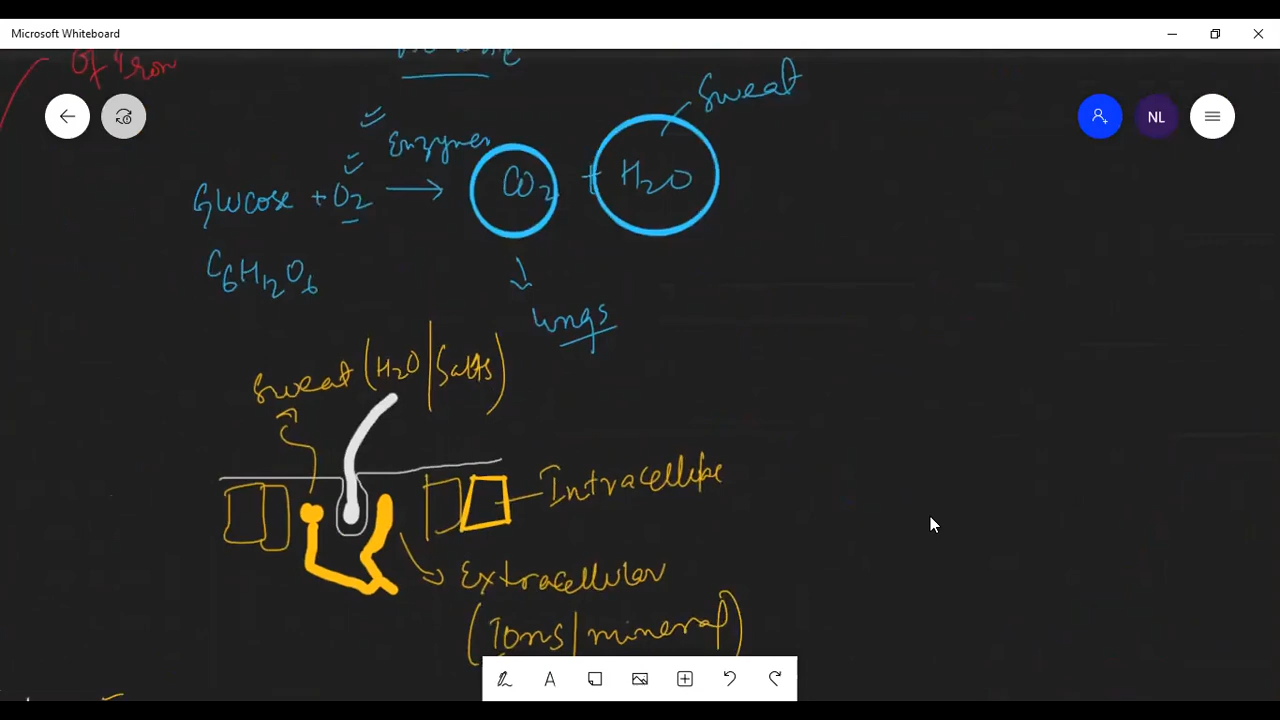 Microsoft Whiteboard
Of Iron
Sweat
NL
Enzymes
Glucose + O2 → CO2 + H2O
C6H12O6
lungs
Sweat (H2O|Salts)
Intracellular
Extracellular
(Ions|mineral)